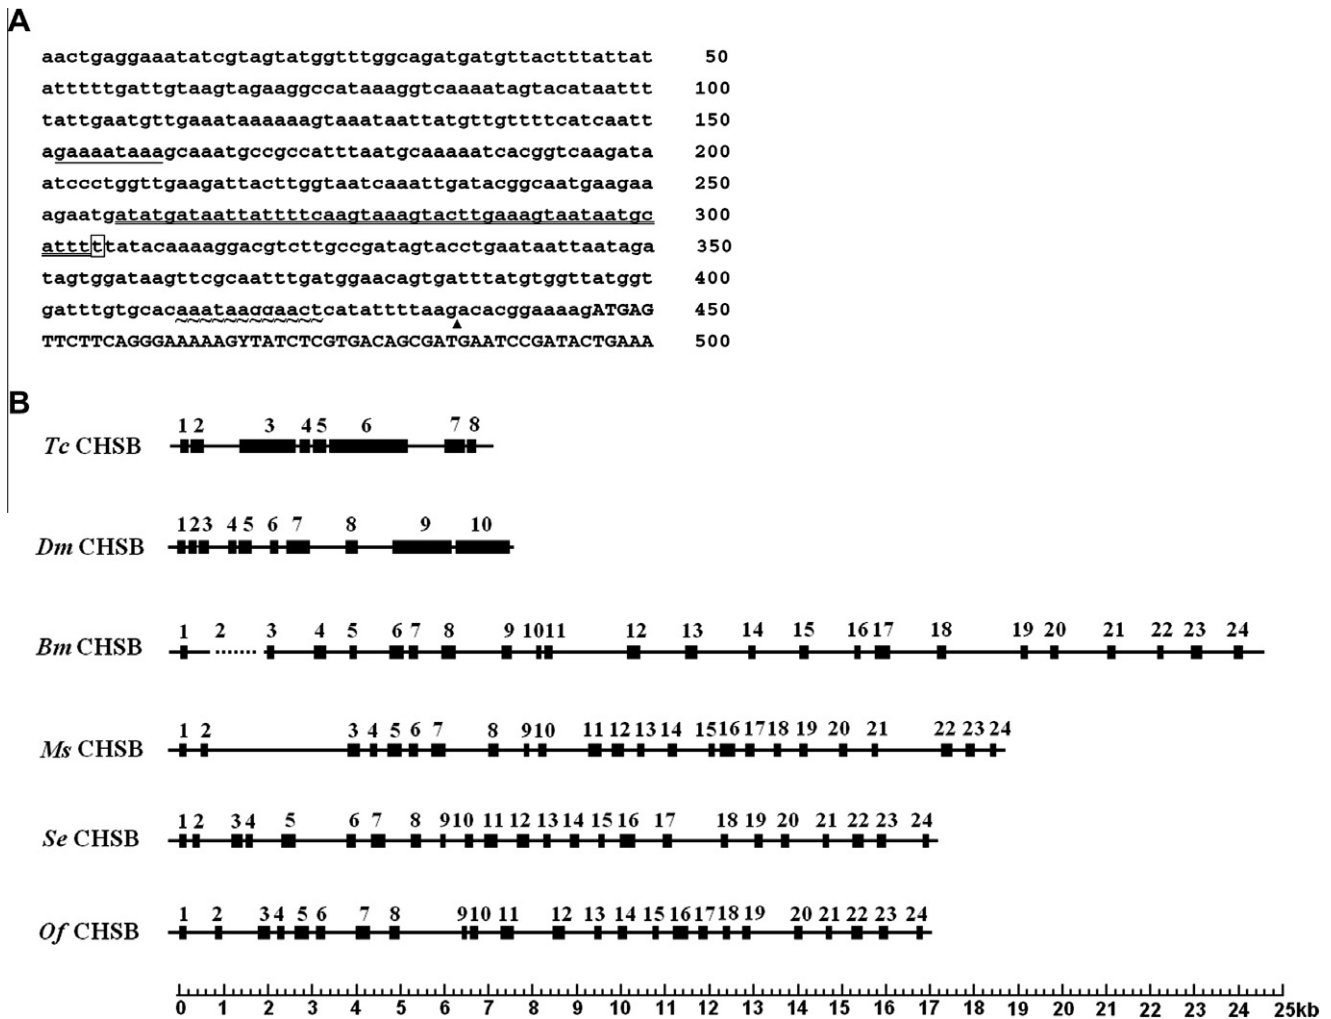 A
aactgaggaaatatcgtagtatggtttggcagatgatgttactttattat 50
atttttgattgtaagtagaaggccataaaggtcaaaatagtacataattt 100
tattgaatgttgaaataaaaaagtaaataattatgttgttttcatcaatt 150
agaaaataaagcaaatgccgccatttaatgcaaaaatcacggtcaagata 200
atccctggttgaagattacttggtaatcaaattgatacggcaatgaagaa 250
agaatgatatgataattattttcaagtaaagtacttgaaagtaataatgc 300
attttttatacaaaaggacgtcttgccgatagtacctgaataattaataga 350
tagtggataagttcgcaatttgatggaacagtgatttatgtggttatggt 400
gatttgtgcacaaataaggaactcatattttaagacacggaaaagATGAG 450
TTCTTCAGGGAAAAAGYTATCTCGTGACAGCGATGAATCCGATACTGAAA 500
B
1 2 3 4 5 6 7 8
Tc CHSB
1 2 3 4 5 6 7 8 9 10
Dm CHSB
1 2 3 4 5 6 7 8 9 10 11 12 13 14 15 16 17 18 19 20 21 22 23 24
Bm CHSB
1 2 3 4 5 6 7 8 9 10 11 12 13 14 15 16 17 18 19 20 21 22 23 24
Ms CHSB
1 2 3 4 5 6 7 8 9 10 11 12 13 14 15 16 17 18 19 20 21 22 23 24
Se CHSB
1 2 3 4 5 6 7 8 9 10 11 12 13 14 15 16 17 18 19 20 21 22 23 24
Of CHSB
0 1 2 3 4 5 6 7 8 9 10 11 12 13 14 15 16 17 18 19 20 21 22 23 24 25kb